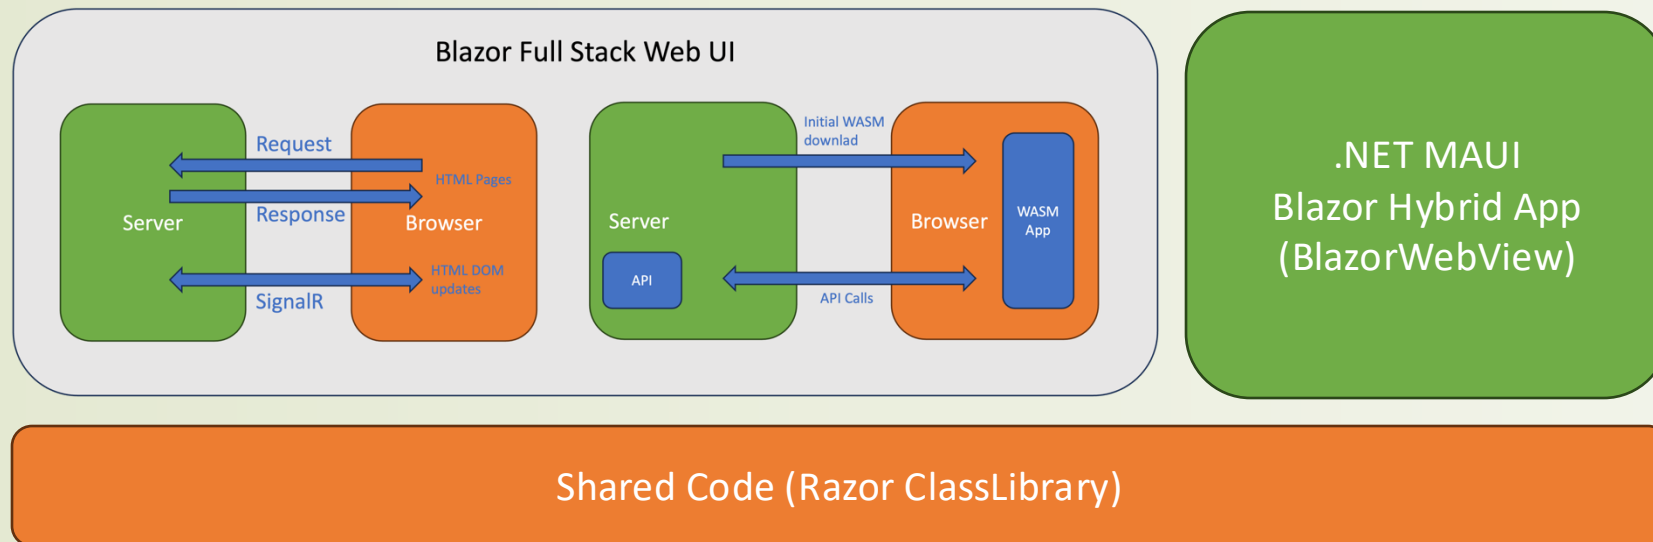 Blazor Full Stack Web UI
Request
HTML Pages
Response
Server
Browser
HTML DOM
updates
SignalR
Initial WASM
downlad
Server
Browser
WASM
App
API
API Calls
.NET MAUI
Blazor Hybrid App
(BlazorWebView)
Shared Code (Razor ClassLibrary)